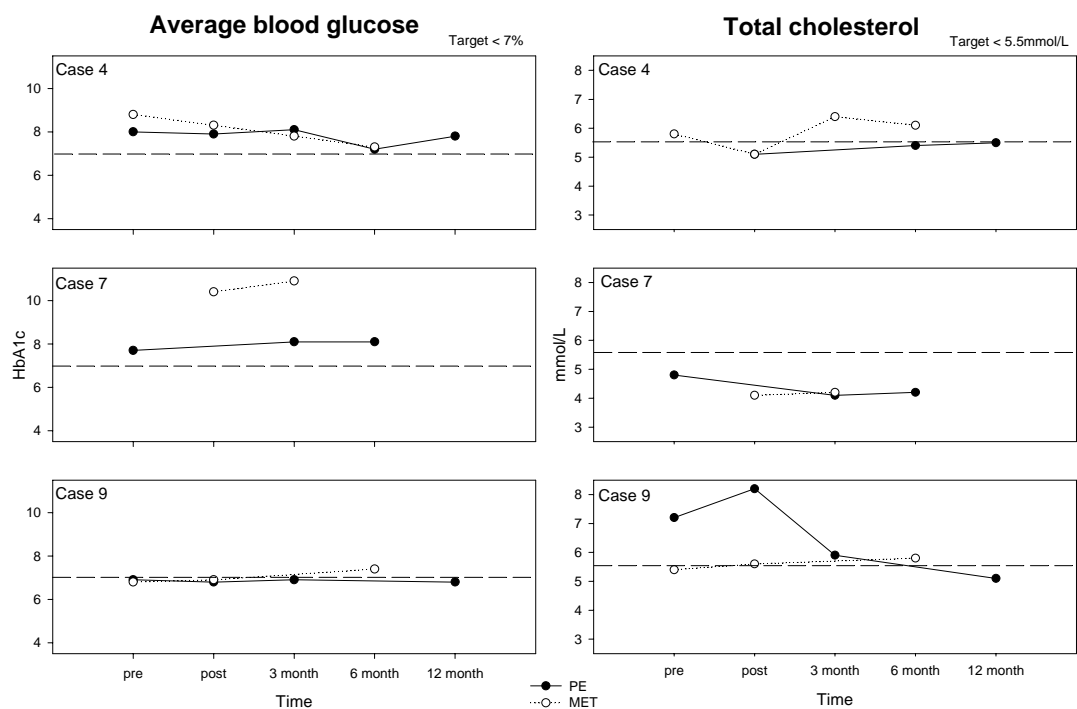 Average blood glucose
Target < 7%
Total cholesterol
Target < 5.5mmol/L
Case 4
10
8
6
4
Case 4
8
7
6
5
4
3
Case 7
10
8
6
4
HbA1c
Case 7
8
7
6
5
4
3
mmol/L
Case 9
10
8
6
4
pre post 3 month 6 month 12 month
Time
Case 9
8
7
6
5
4
3
pre post 3 month 6 month 12 month
Time
PE
MET